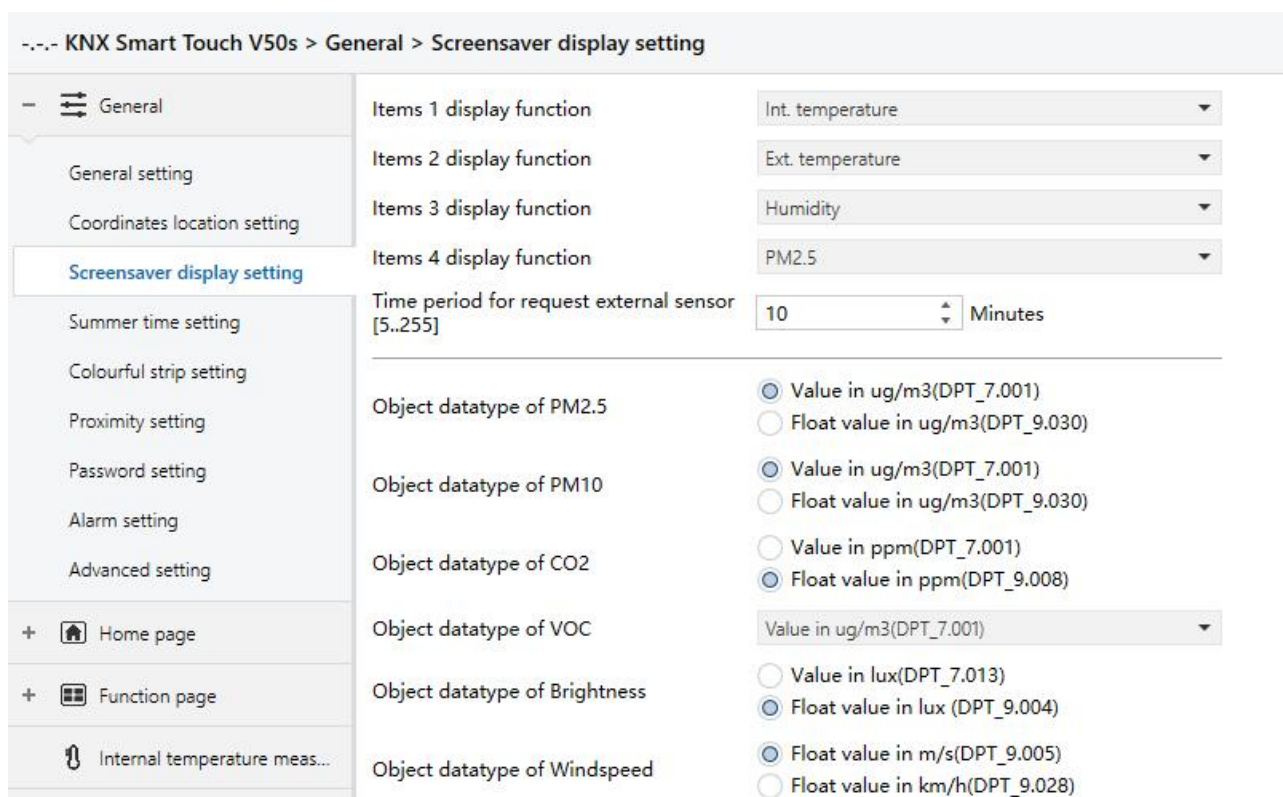 -.-.- KNX Smart Touch V50s > General > Screensaver display setting
General
General setting
Coordinates location setting
Screensaver display setting
Summer time setting
Colourful strip setting
Proximity setting
Password setting
Alarm setting
Advanced setting
Home page
Function page
Internal temperature meas...
Items 1 display function
Int. temperature
Items 2 display function
Ext. temperature
Items 3 display function
Humidity
Items 4 display function
PM2.5
Time period for request external sensor
[5..255]
10
Minutes
Object datatype of PM2.5
Value in ug/m3(DPT_7.001)
Float value in ug/m3(DPT_9.030)
Object datatype of PM10
Value in ug/m3(DPT_7.001)
Float value in ug/m3(DPT_9.030)
Object datatype of CO2
Value in ppm(DPT_7.001)
Float value in ppm(DPT_9.008)
Object datatype of VOC
Value in ug/m3(DPT_7.001)
Object datatype of Brightness
Value in lux(DPT_7.013)
Float value in lux (DPT_9.004)
Object datatype of Windspeed
Float value in m/s(DPT_9.005)
Float value in km/h(DPT_9.028)